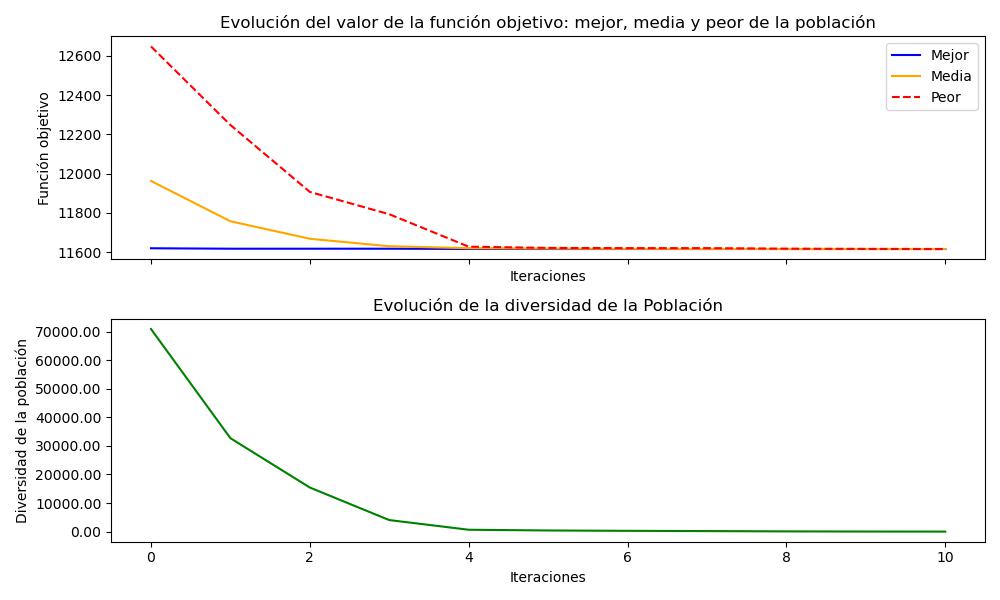 Evolución del valor de la función objetivo: mejor, media y peor de la población
Función objetivo
12600
12400
12200
12000
11800
11600
Mejor
Media
Peor
Iteraciones
Evolución de la diversidad de la Población
Diversidad de la población
70000.00
60000.00
50000.00
40000.00
30000.00
20000.00
10000.00
0.00
0 2 4 6 8 10
Iteraciones